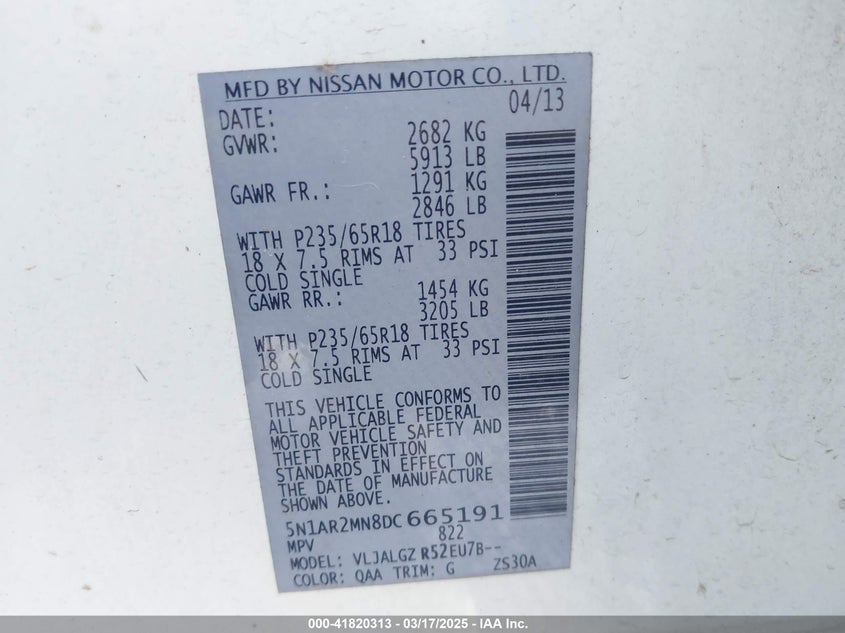 MFD BY NISSAN MOTOR CO., LTD.
DATE: 04/13
GVWR: 2682 KG
5913 LB
GAWR FR.: 1291 KG
2846 LB
WITH P235/65R18 TIRES
18 X 7.5 RIMS AT 33 PSI
COLD SINGLE
GAWR RR.: 1454 KG
3205 LB
WITH P235/65R18 TIRES
18 X 7.5 RIMS AT 33 PSI
COLD SINGLE
THIS VEHICLE CONFORMS TO
ALL APPLICABLE FEDERAL
MOTOR VEHICLE SAFETY AND
THEFT PREVENTION
STANDARDS IN EFFECT ON
THE DATE OF MANUFACTURE
SHOWN ABOVE.
5N1AR2MN8DC665191
MPV 822
MODEL: VLJALGZ R52EU7B--
COLOR: QAA TRIM: G ZS30A
000-41820313 - 03/17/2025 - IAA Inc.